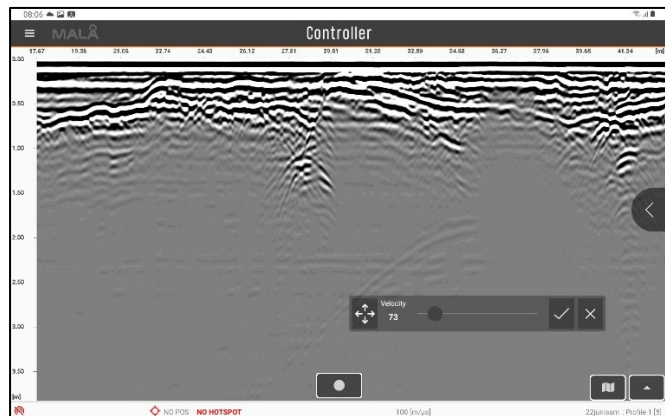 08:06
MALÅ
Controller
17.67 19.36 21.05 22.74 24.43 26.12 27.81 29.51 31.20 32.89 34.58 36.27 37.96 39.65 41.34 [m]
0.00
0.50
1.00
1.50
2.00
2.50
3.00
3.50
[m]
Velocity
73
NO POS NO HOTSPOT 100 [m/µs] 22junisam : Profile 1 [5]